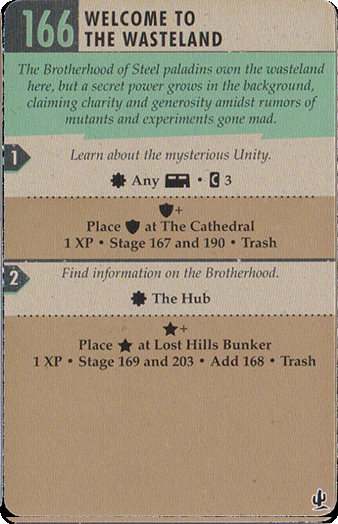 166 WELCOME TO
THE WASTELAND
The Brotherhood of Steel paladins own the wasteland
here, but a secret power grows in the background,
claiming charity and generosity amidst rumors of
mutants and experiments gone mad.
1 Learn about the mysterious Unity.
Any • 3
+
Place at The Cathedral
1 XP • Stage 167 and 190 • Trash
2 Find information on the Brotherhood.
The Hub
+
Place at Lost Hills Bunker
1 XP • Stage 169 and 203 • Add 168 • Trash